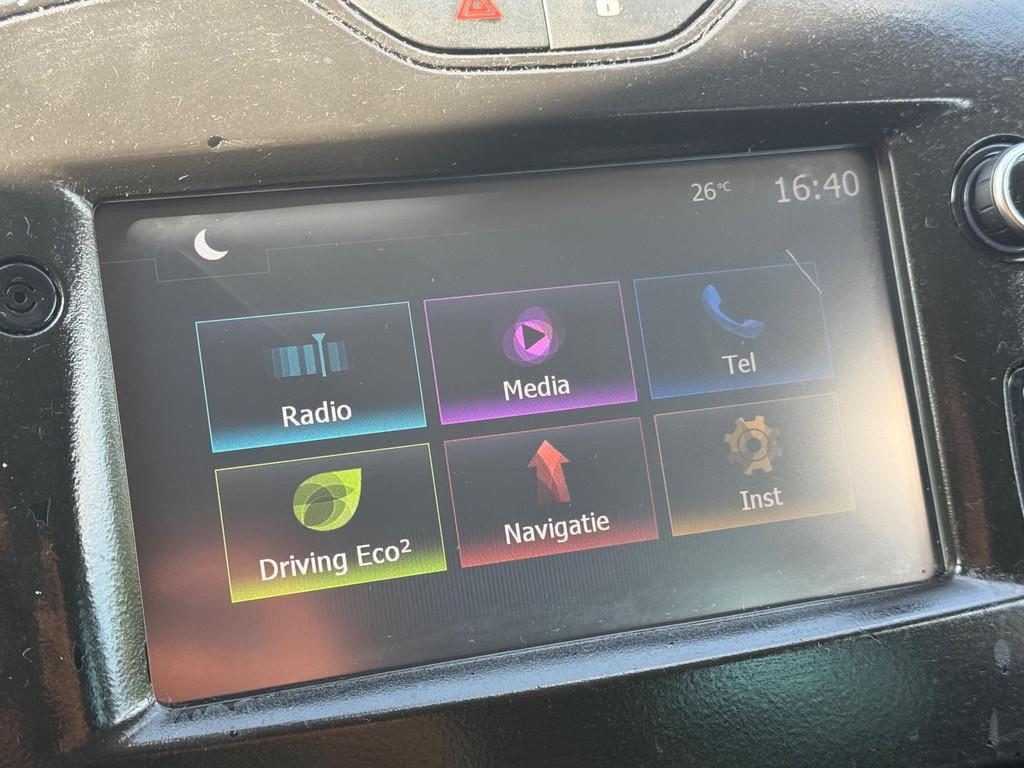 26°C 16:40
Radio
Media
Tel
Driving Eco²
Navigatie
Inst